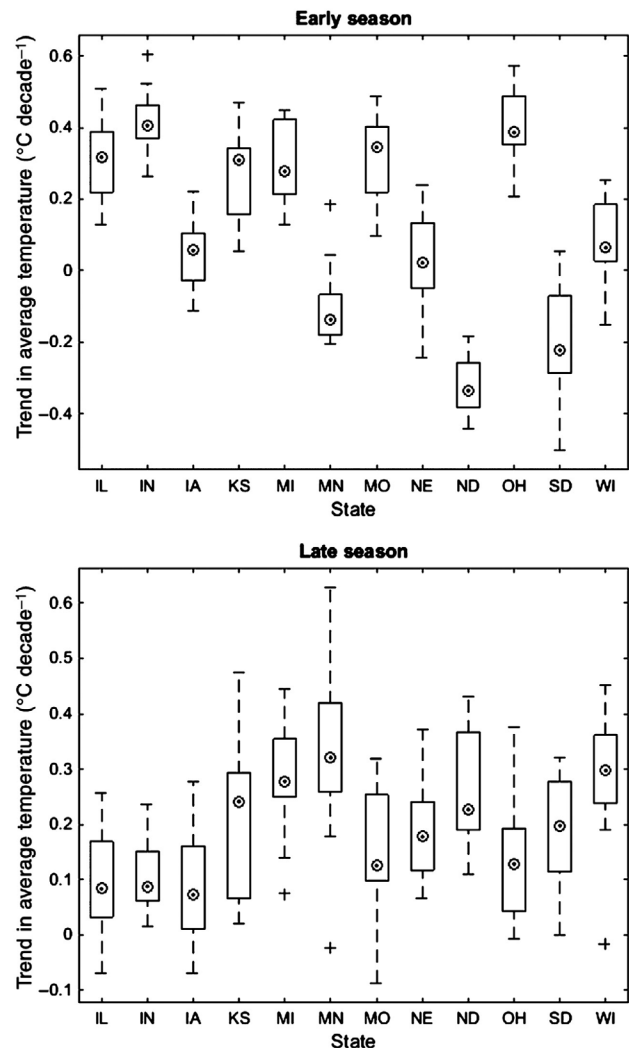 Early season
Trend in average temperature (°C decade⁻¹)
0.6
0.4
0.2
0
−0.2
−0.4
IL IN IA KS MI MN MO NE ND OH SD WI
State
Late season
Trend in average temperature (°C decade⁻¹)
0.6
0.5
0.4
0.3
0.2
0.1
0
−0.1
IL IN IA KS MI MN MO NE ND OH SD WI
State